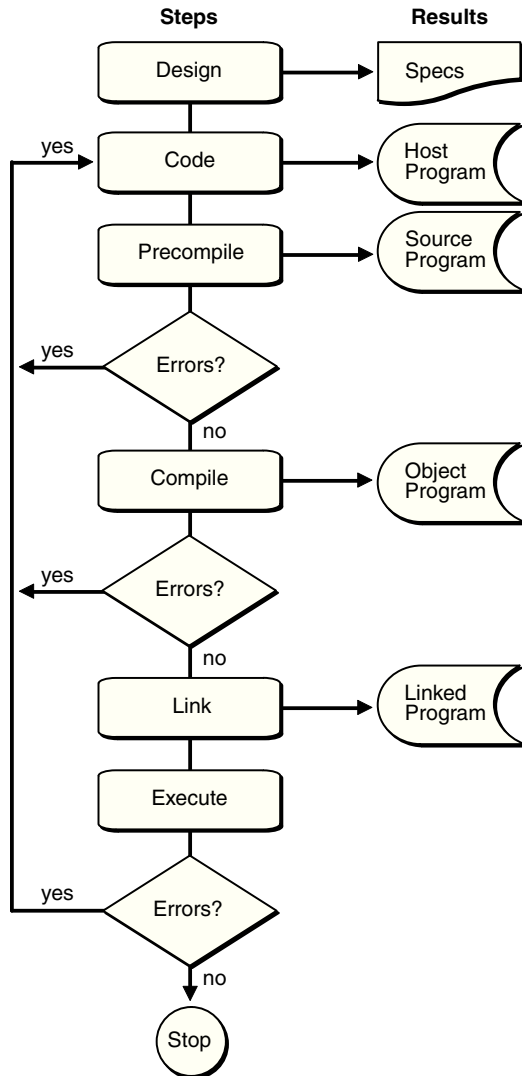 Steps
Results
Design
Specs
yes
Code
Host
Program
Precompile
Source
Program
yes
Errors?
no
Compile
Object
Program
yes
Errors?
no
Link
Linked
Program
Execute
yes
Errors?
no
Stop